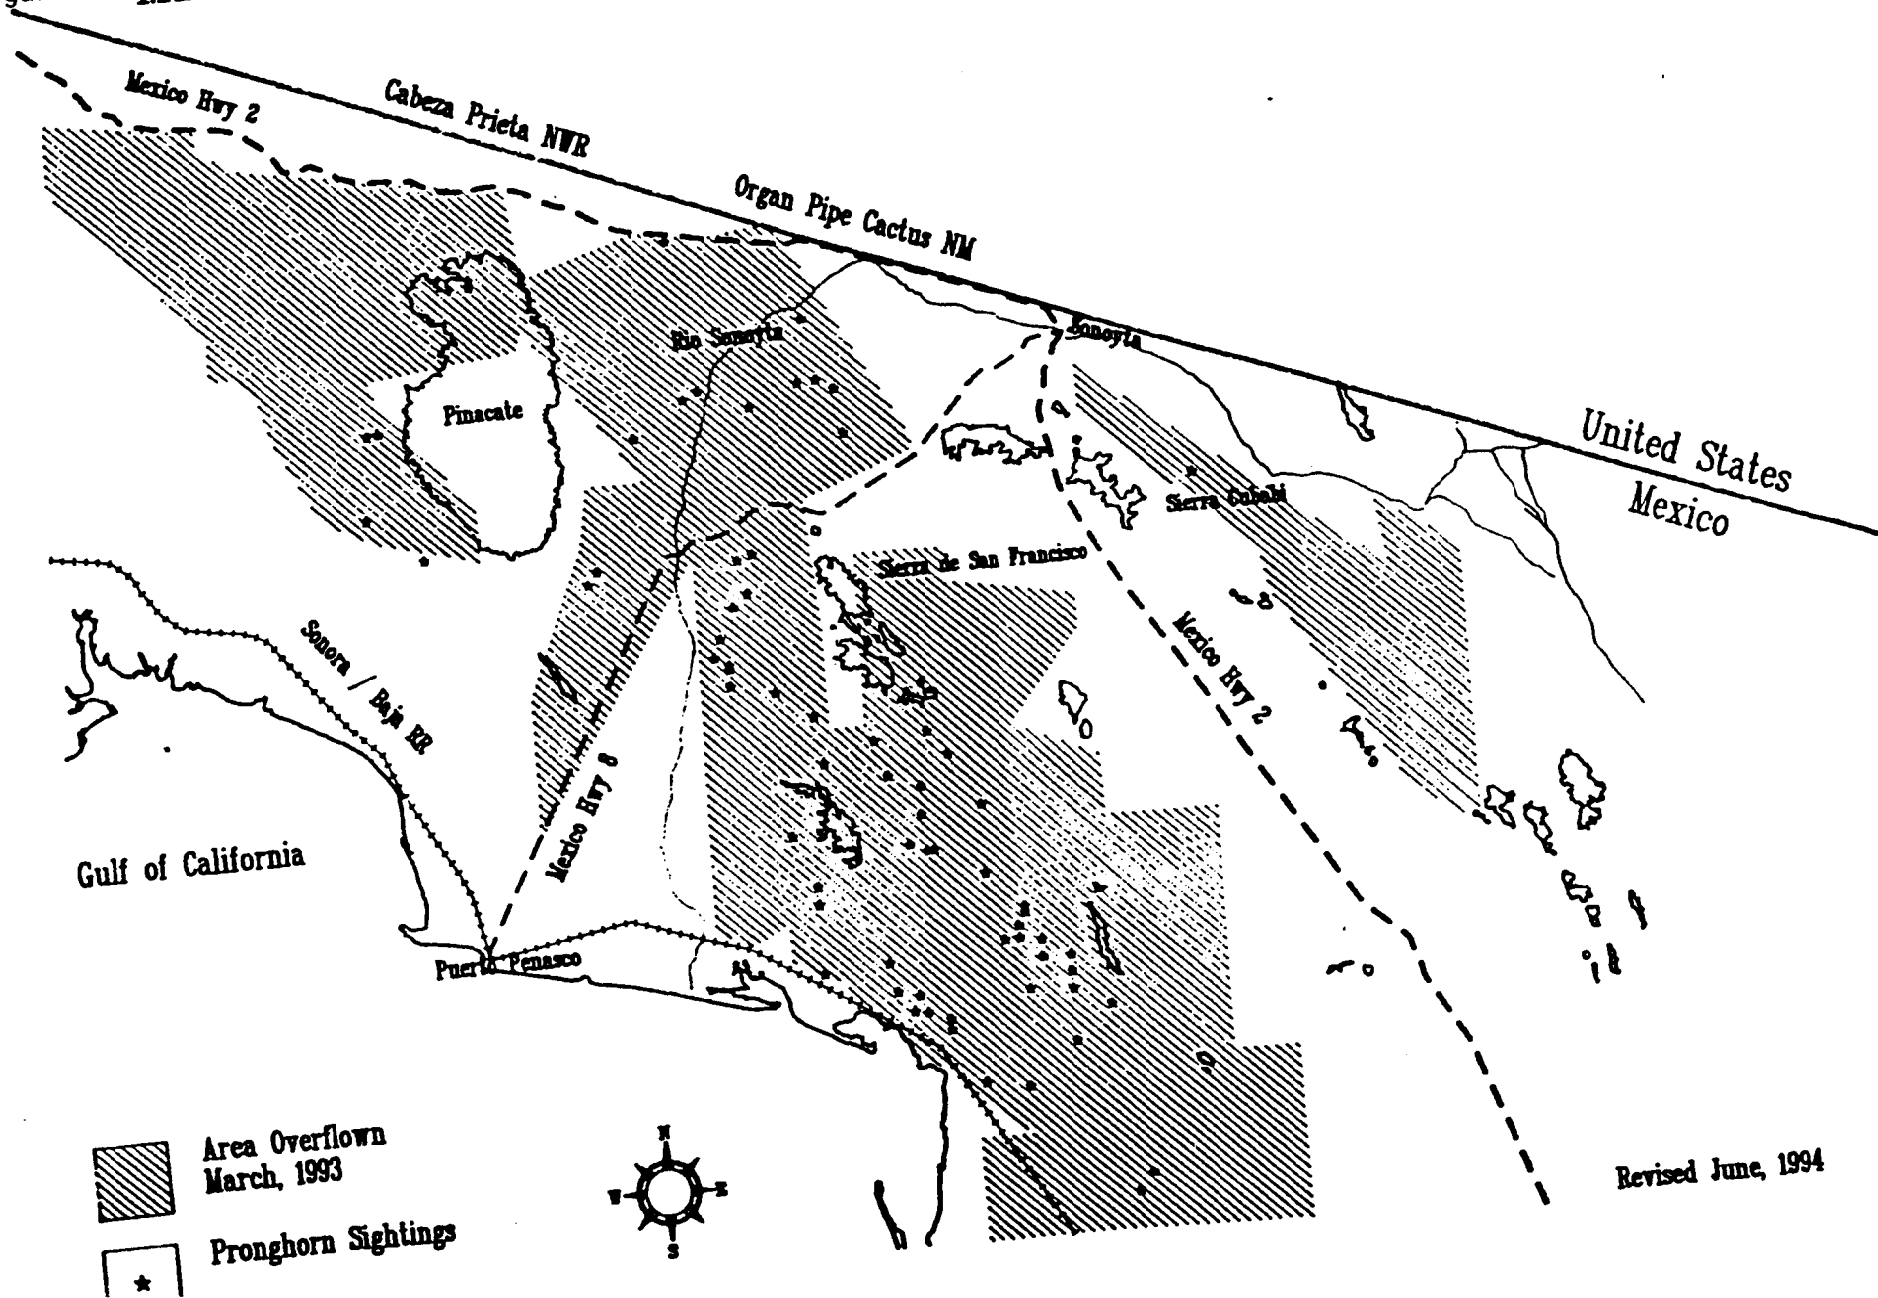 Mexico Hwy 2
Cabeza Prieta NWR
Organ Pipe Cactus NM
Rio Sonoyta
Sonoyta
Pinacate
United States
Mexico
Sierra Cubabi
Sierra de San Francisco
Sonora / Baja RR
Mexico Hwy 2
Mexico Hwy 8
Gulf of California
Puerto Penasco
Area Overflown
March, 1993
N
W
E
S
Revised June, 1994
Pronghorn Sightings